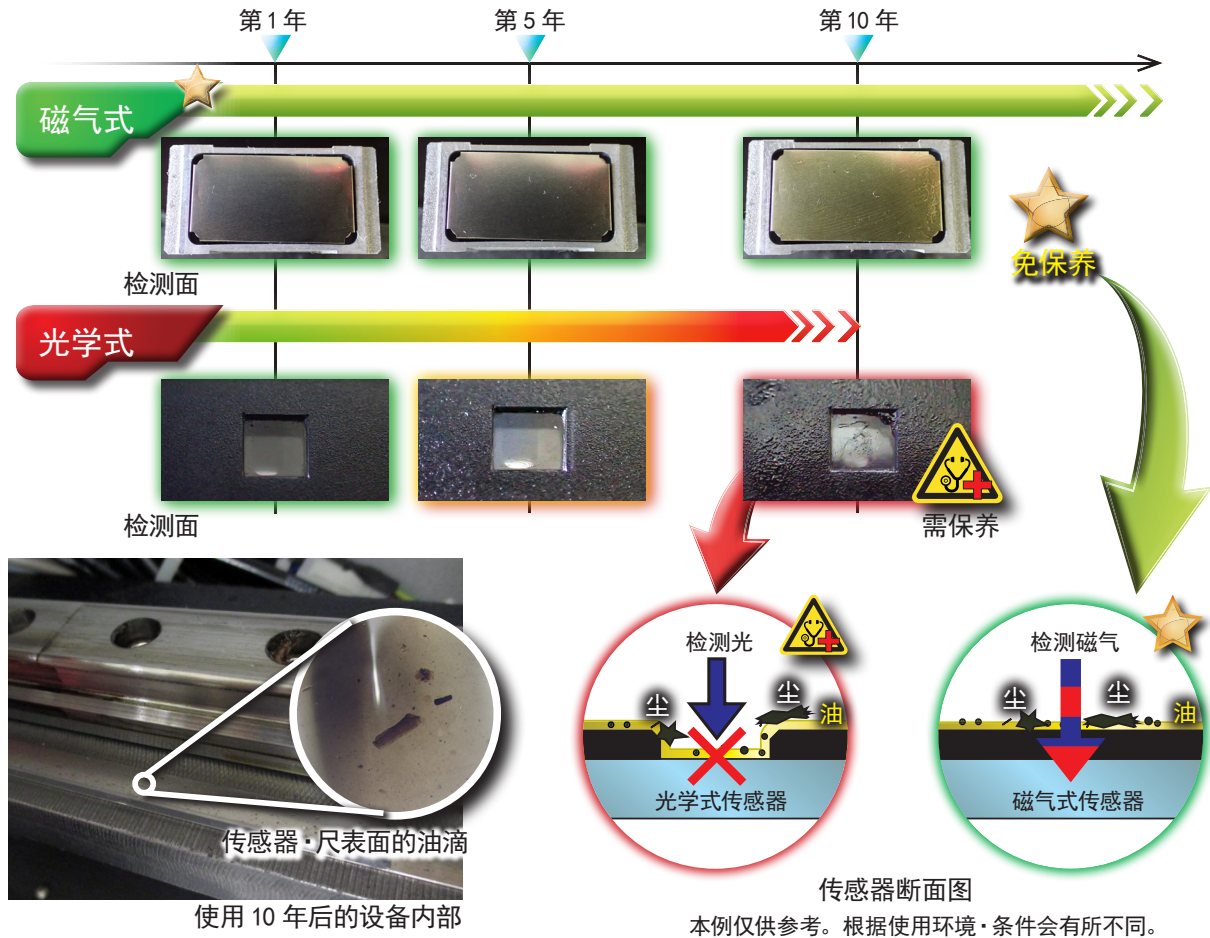 第1年
第5年
第10年
磁气式
检测面
免保养
光学式
检测面
需保养
传感器·尺表面的油滴
使用 10 年后的设备内部
检测光
尘
尘
油
光学式传感器
检测磁气
尘
尘
油
磁气式传感器
传感器断面图
本例仅供参考。根据使用环境·条件会有所不同。